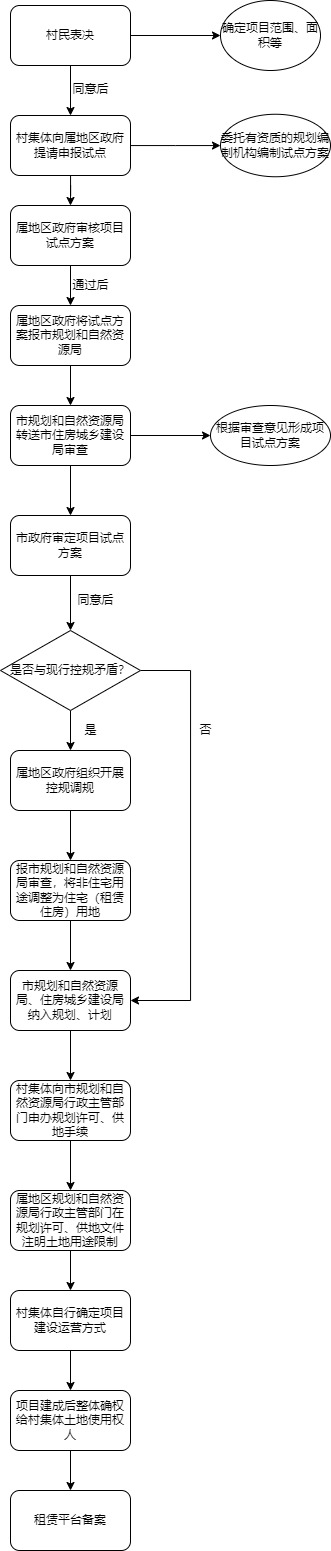 村民表决
确定项目范围、面
积等
同意后
村集体向属地区政府
提请申报试点
委托有资质的规划编
制机构编制试点方案
属地区政府审核项目
试点方案
通过后
属地区政府将试点方
案报市规划和自然资
源局
市规划和自然资源局
转送市住房城乡建设
局审查
根据审查意见形成项
目试点方案
市政府审定项目试点
方案
同意后
是否与现行控规矛盾？
是
否
属地区政府组织开展
控规调规
报市规划和自然资源
局审查，将非住宅用
途调整为住宅（租赁
住房）用地
市规划和自然资源
局、住房城乡建设局
纳入规划、计划
村集体向市规划和自
然资源局行政主管部
门申办规划许可、供
地手续
属地区规划和自然资
源局行政主管部门在
规划许可、供地文件
注明土地用途限制
村集体自行确定项目
建设运营方式
项目建成后整体确权
给村集体土地使用权
人
租赁平台备案